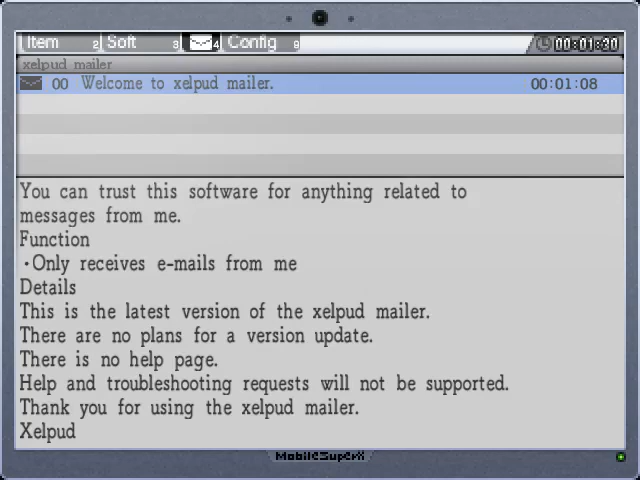 Item 2 Soft 3 4 Config 9 00:01:30
xelpud mailer
00 Welcome to xelpud mailer. 00:01:08
You can trust this software for anything related to
messages from me.
Function
・Only receives e-mails from me
Details
This is the latest version of the xelpud mailer.
There are no plans for a version update.
There is no help page.
Help and troubleshooting requests will not be supported.
Thank you for using the xelpud mailer.
Xelpud
MobileSuperX